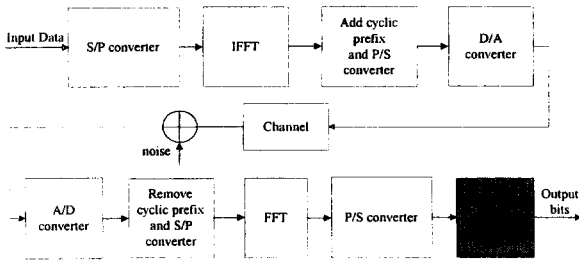 Input Data
S/P converter
IFFT
Add cyclic
prefix
and P/S
converter
D/A
converter
Channel
noise
A/D
converter
Remove
cyclic prefix
and S/P
converter
FFT
P/S converter
Output
bits